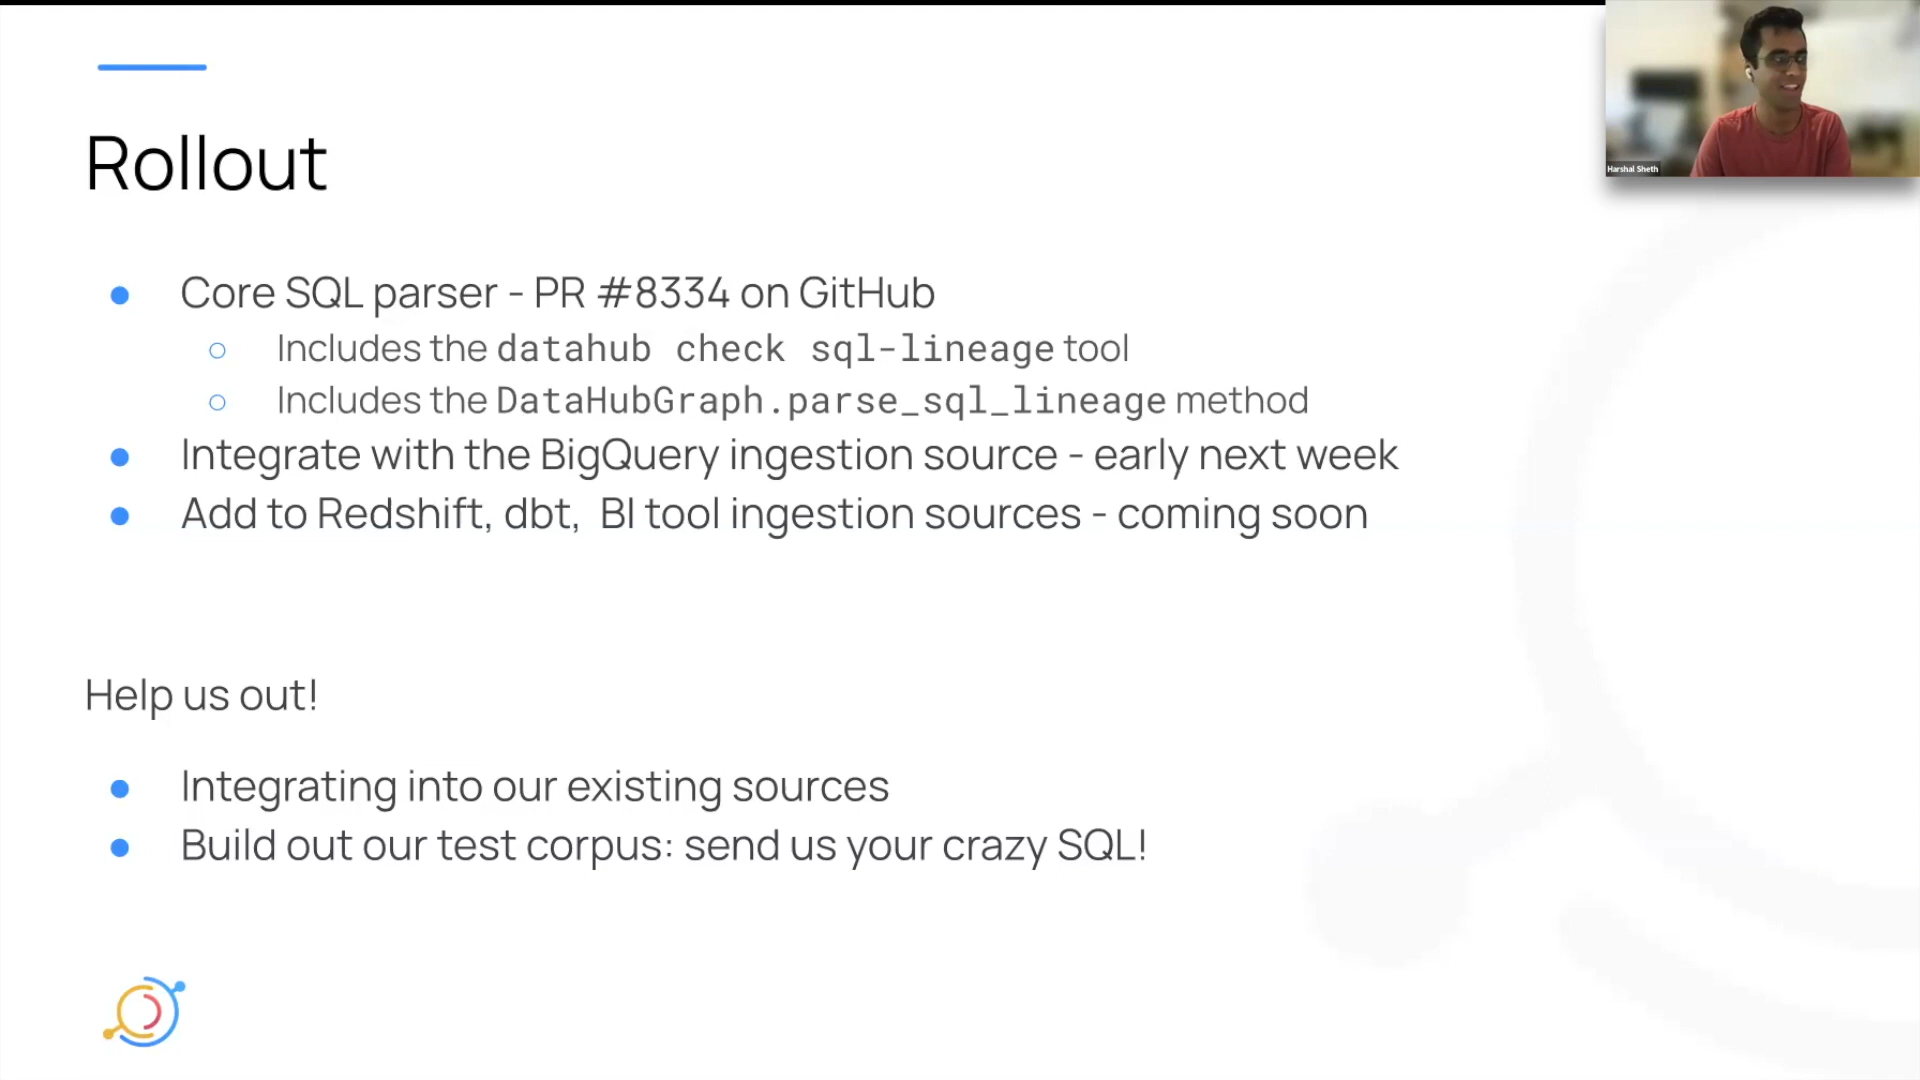 Harshal Sheth
Rollout
● Core SQL parser - PR #8334 on GitHub
○ Includes the datahub check sql-lineage tool
○ Includes the DataHubGraph.parse_sql_lineage method
● Integrate with the BigQuery ingestion source - early next week
● Add to Redshift, dbt, BI tool ingestion sources - coming soon
Help us out!
● Integrating into our existing sources
● Build out our test corpus: send us your crazy SQL!